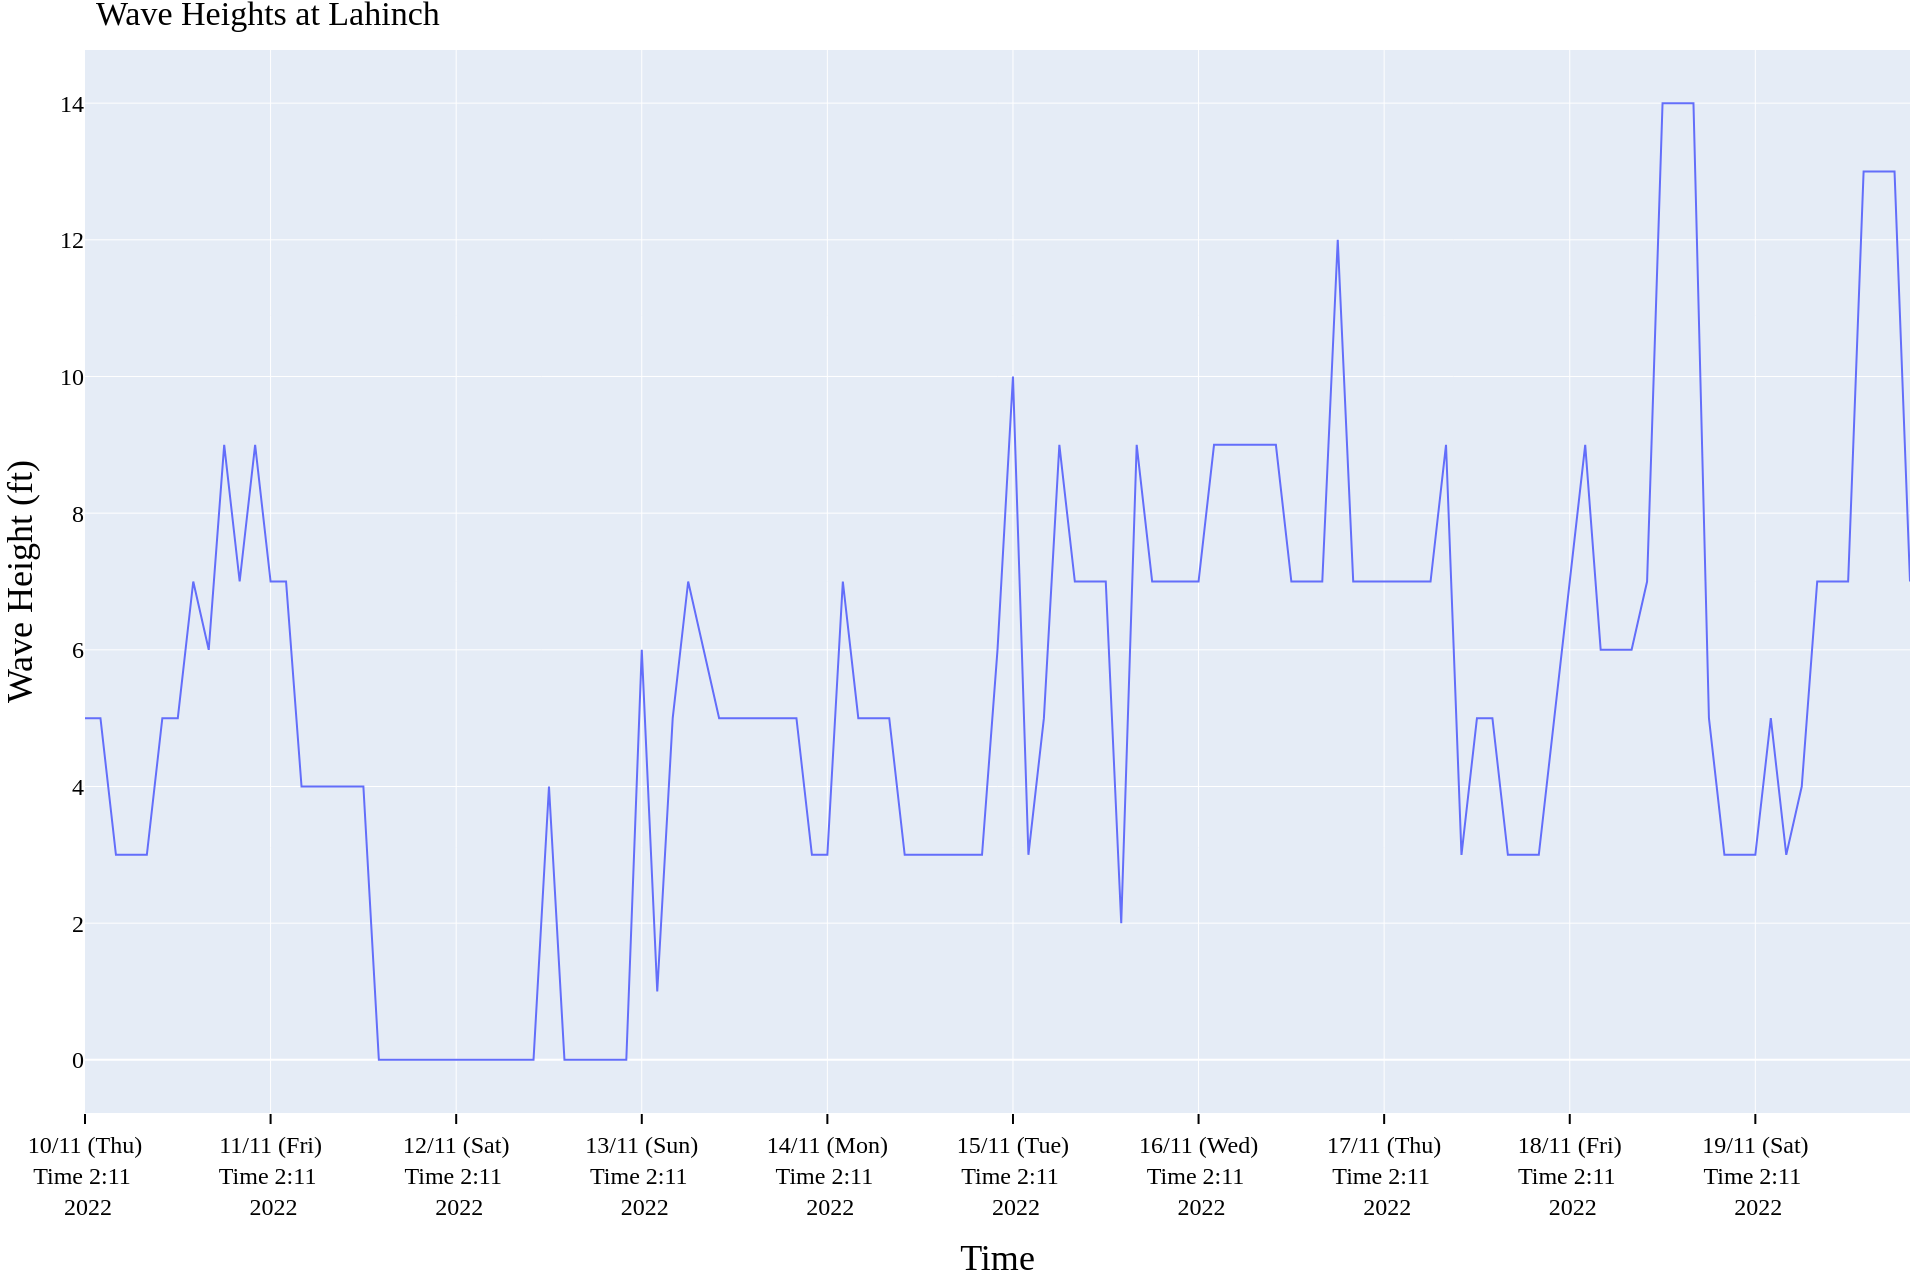 Wave Heights at Lahinch
Wave Height (ft)
14
12
10
8
6
4
2
0
10/11 (Thu)
Time 2:11
2022
11/11 (Fri)
Time 2:11
2022
12/11 (Sat)
Time 2:11
2022
13/11 (Sun)
Time 2:11
2022
14/11 (Mon)
Time 2:11
2022
15/11 (Tue)
Time 2:11
2022
16/11 (Wed)
Time 2:11
2022
17/11 (Thu)
Time 2:11
2022
18/11 (Fri)
Time 2:11
2022
19/11 (Sat)
Time 2:11
2022
Time